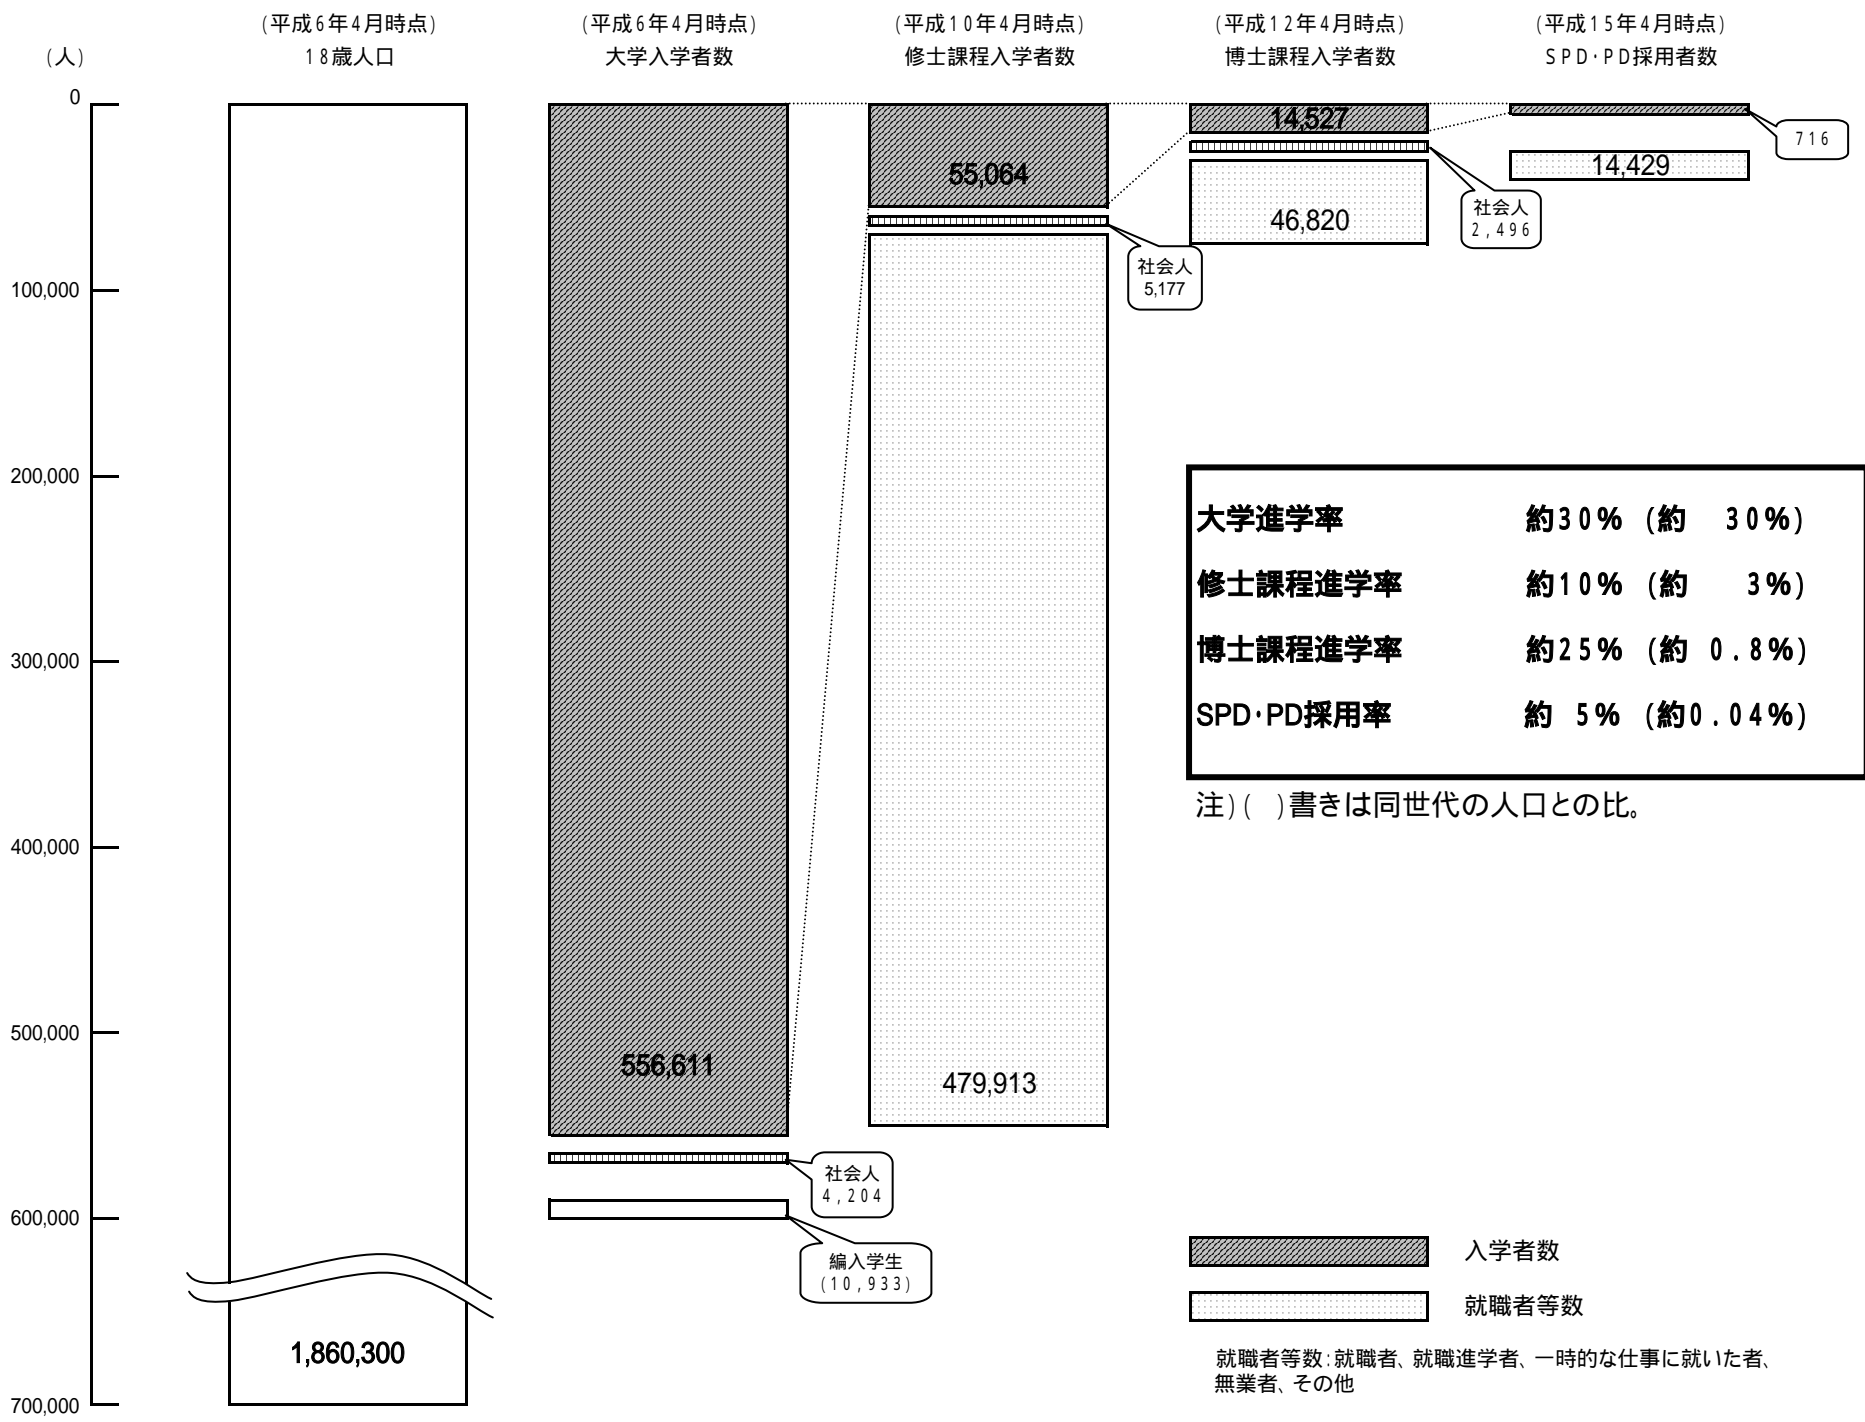 (平成6年4月時点)
18歳人口
(平成6年4月時点)
大学入学者数
(平成10年4月時点)
修士課程入学者数
(平成12年4月時点)
博士課程入学者数
(平成15年4月時点)
SPD・PD採用者数
(人)
0
100,000
200,000
300,000
400,000
500,000
600,000
700,000
1,860,300
556,611
社会人
4,204
編入学生
(10,933)
55,064
社会人
5,177
479,913
14,527
社会人
2,496
46,820
716
14,429
大学進学率 約30% (約 30%)
修士課程進学率 約10% (約 3%)
博士課程進学率 約25% (約 0.8%)
SPD・PD採用率 約 5% (約0.04%)
注)( )書きは同世代の人口との比。
入学者数
就職者等数
就職者等数:就職者、就職進学者、一時的な仕事に就いた者、
無業者、その他